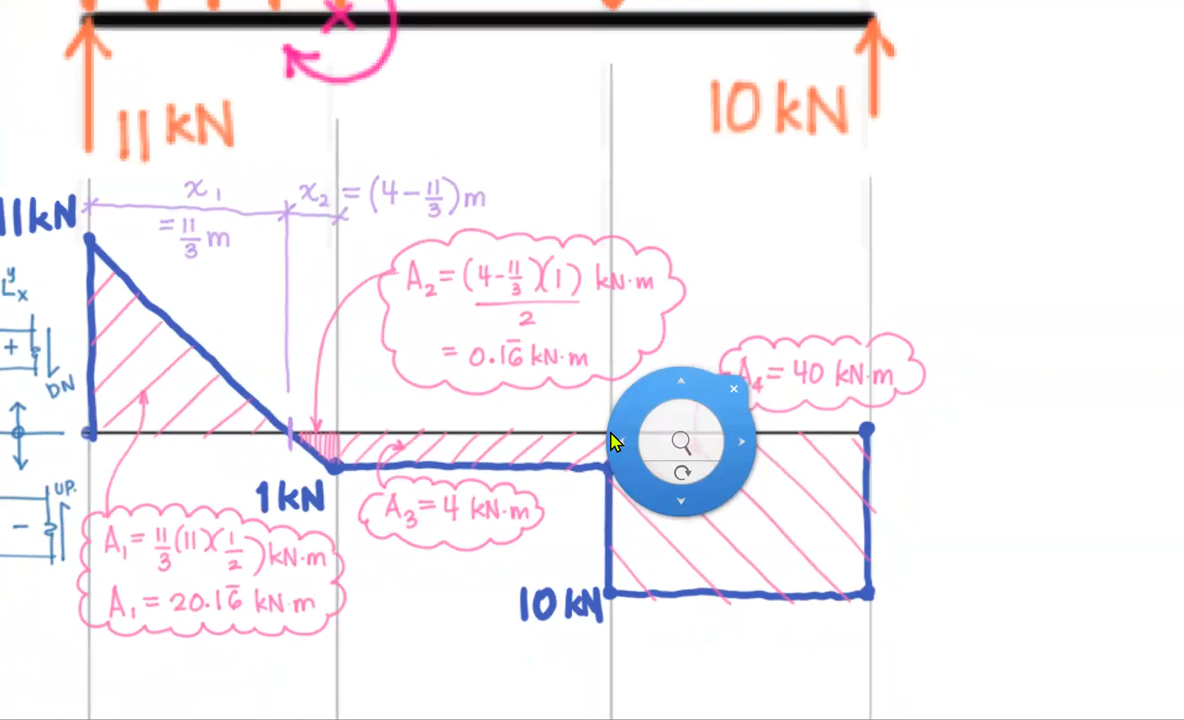 11 kN
10 kN
x₁
= 11/3 m
x₂ = (4 - 11/3) m
11 kN
y
x
A₂ = (4 - 11/3)(1) / 2 kN·m
= 0.16̅ kN·m
A₄ = 40 kN·m
+
DN
UP.
-
1 kN
A₃ = 4 kN·m
A₁ = 11/3 (11)(1/2) kN·m
A₁ = 20.16̅ kN·m
10 kN